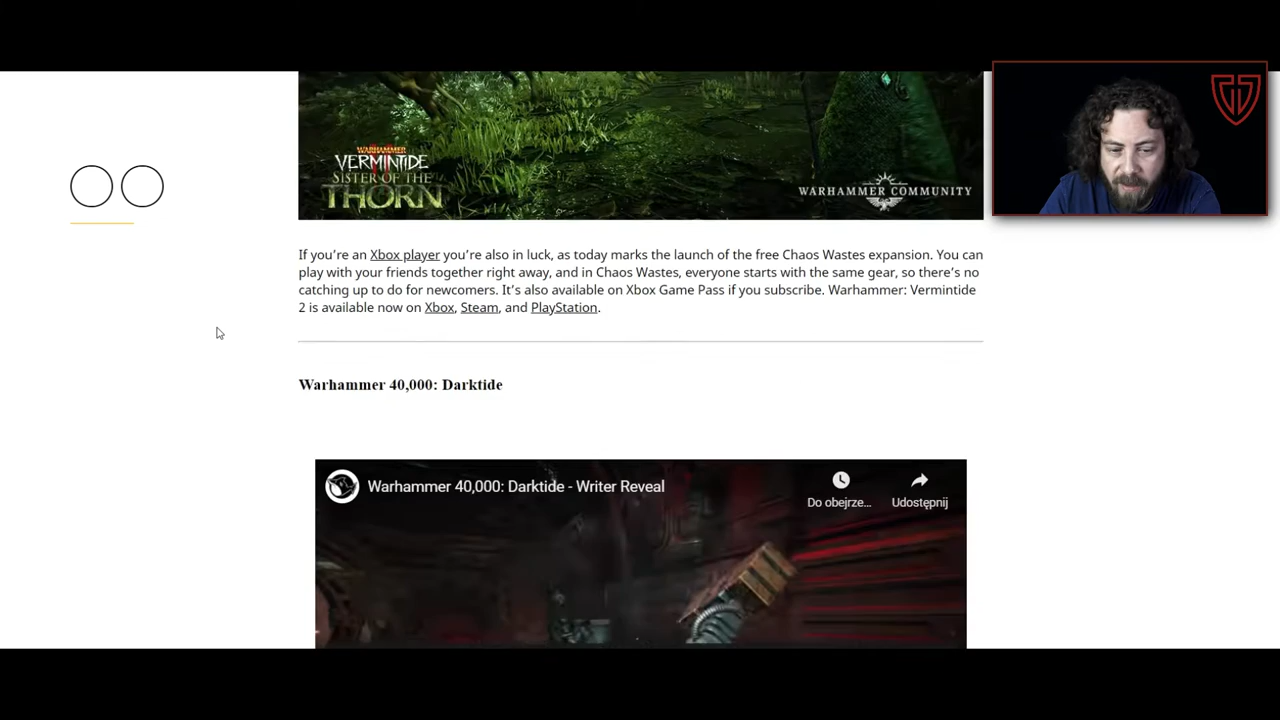 WARHAMMER
VERMINTIDE
SISTER OF THE
THORN
WARHAMMER COMMUNITY
If you're an Xbox player you're also in luck, as today marks the launch of the free Chaos Wastes expansion. You can
play with your friends together right away, and in Chaos Wastes, everyone starts with the same gear, so there's no
catching up to do for newcomers. It's also available on Xbox Game Pass if you subscribe. Warhammer: Vermintide
2 is available now on Xbox, Steam, and PlayStation.
Warhammer 40,000: Darktide
Warhammer 40,000: Darktide - Writer Reveal
Do obejrze...
Udostępnij